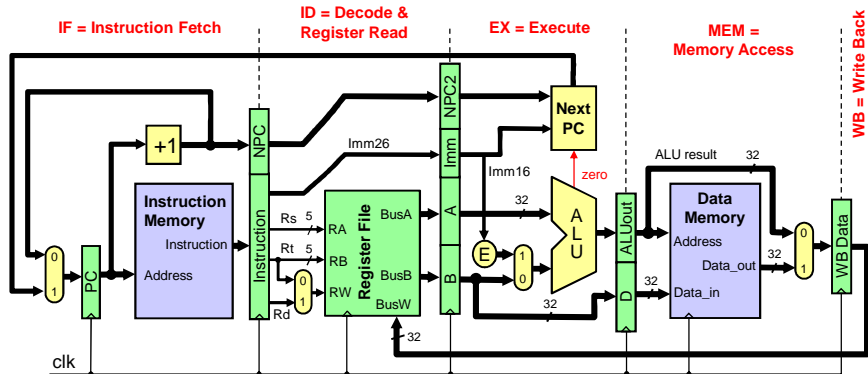 IF = Instruction Fetch
ID = Decode &
Register Read
EX = Execute
MEM =
Memory Access
WB = Write Back
NPC
NPC2
Next
PC
+1
Imm26
Imm
Imm16
zero
ALU result
32
Instruction
Memory
Instruction
Address
Instruction
Rs
5
Rt
5
Rd
0
1
RA
RB
RW
Register File
BusA
BusB
BusW
A
B
32
E
1
0
A
L
U
32
ALUout
D
32
Data
Memory
Address
Data_out
Data_in
32
0
1
WB Data
0
1
PC
32
clk